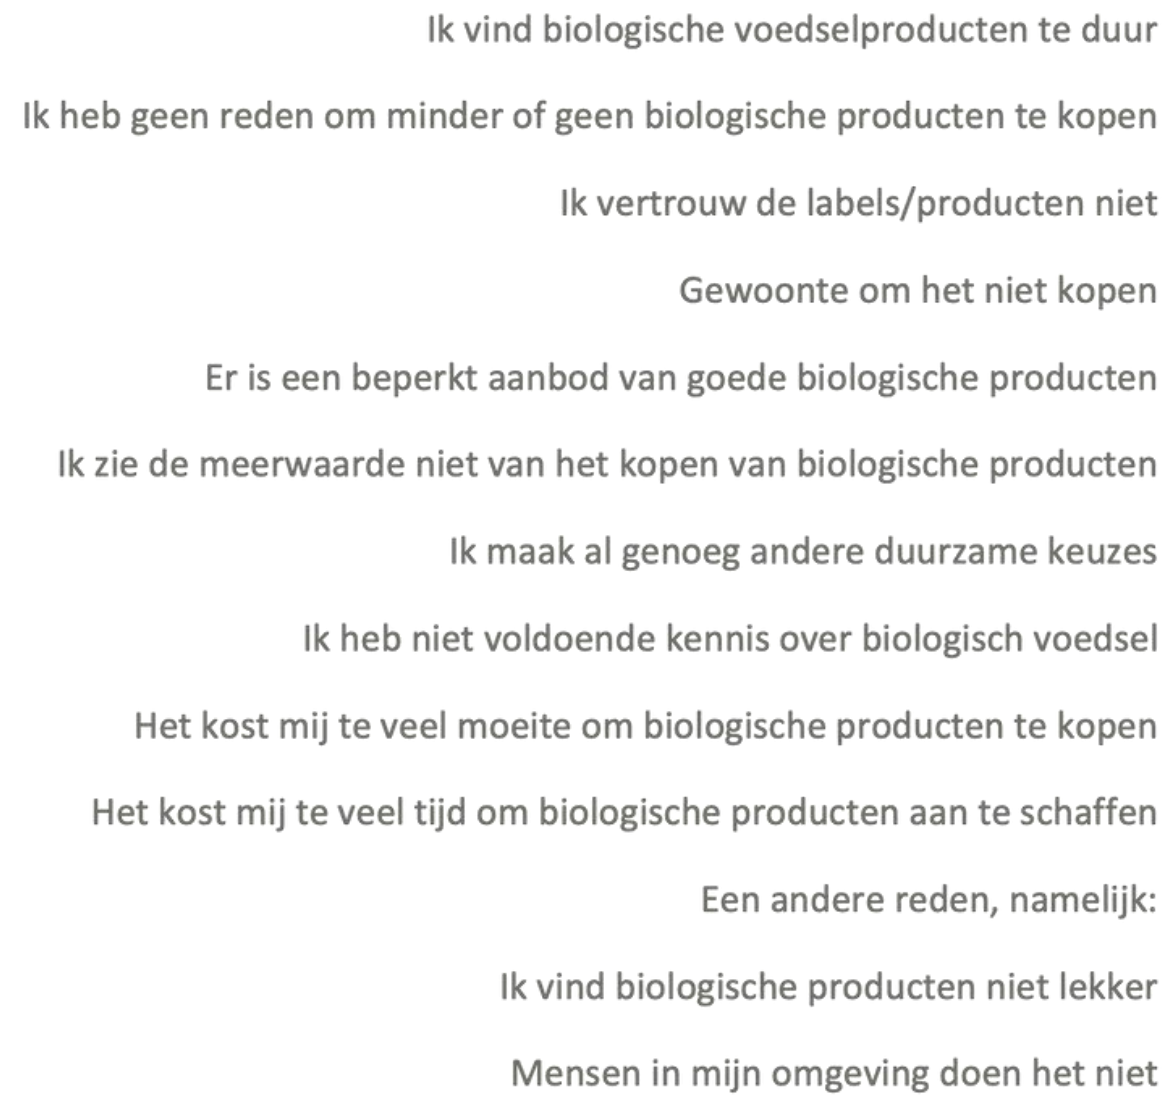 Ik vind biologische voedselproducten te duur
Ik heb geen reden om minder of geen biologische producten te kopen
Ik vertrouw de labels/producten niet
Gewoonte om het niet kopen
Er is een beperkt aanbod van goede biologische producten
Ik zie de meerwaarde niet van het kopen van biologische producten
Ik maak al genoeg andere duurzame keuzes
Ik heb niet voldoende kennis over biologisch voedsel
Het kost mij te veel moeite om biologische producten te kopen
Het kost mij te veel tijd om biologische producten aan te schaffen
Een andere reden, namelijk:
Ik vind biologische producten niet lekker
Mensen in mijn omgeving doen het niet